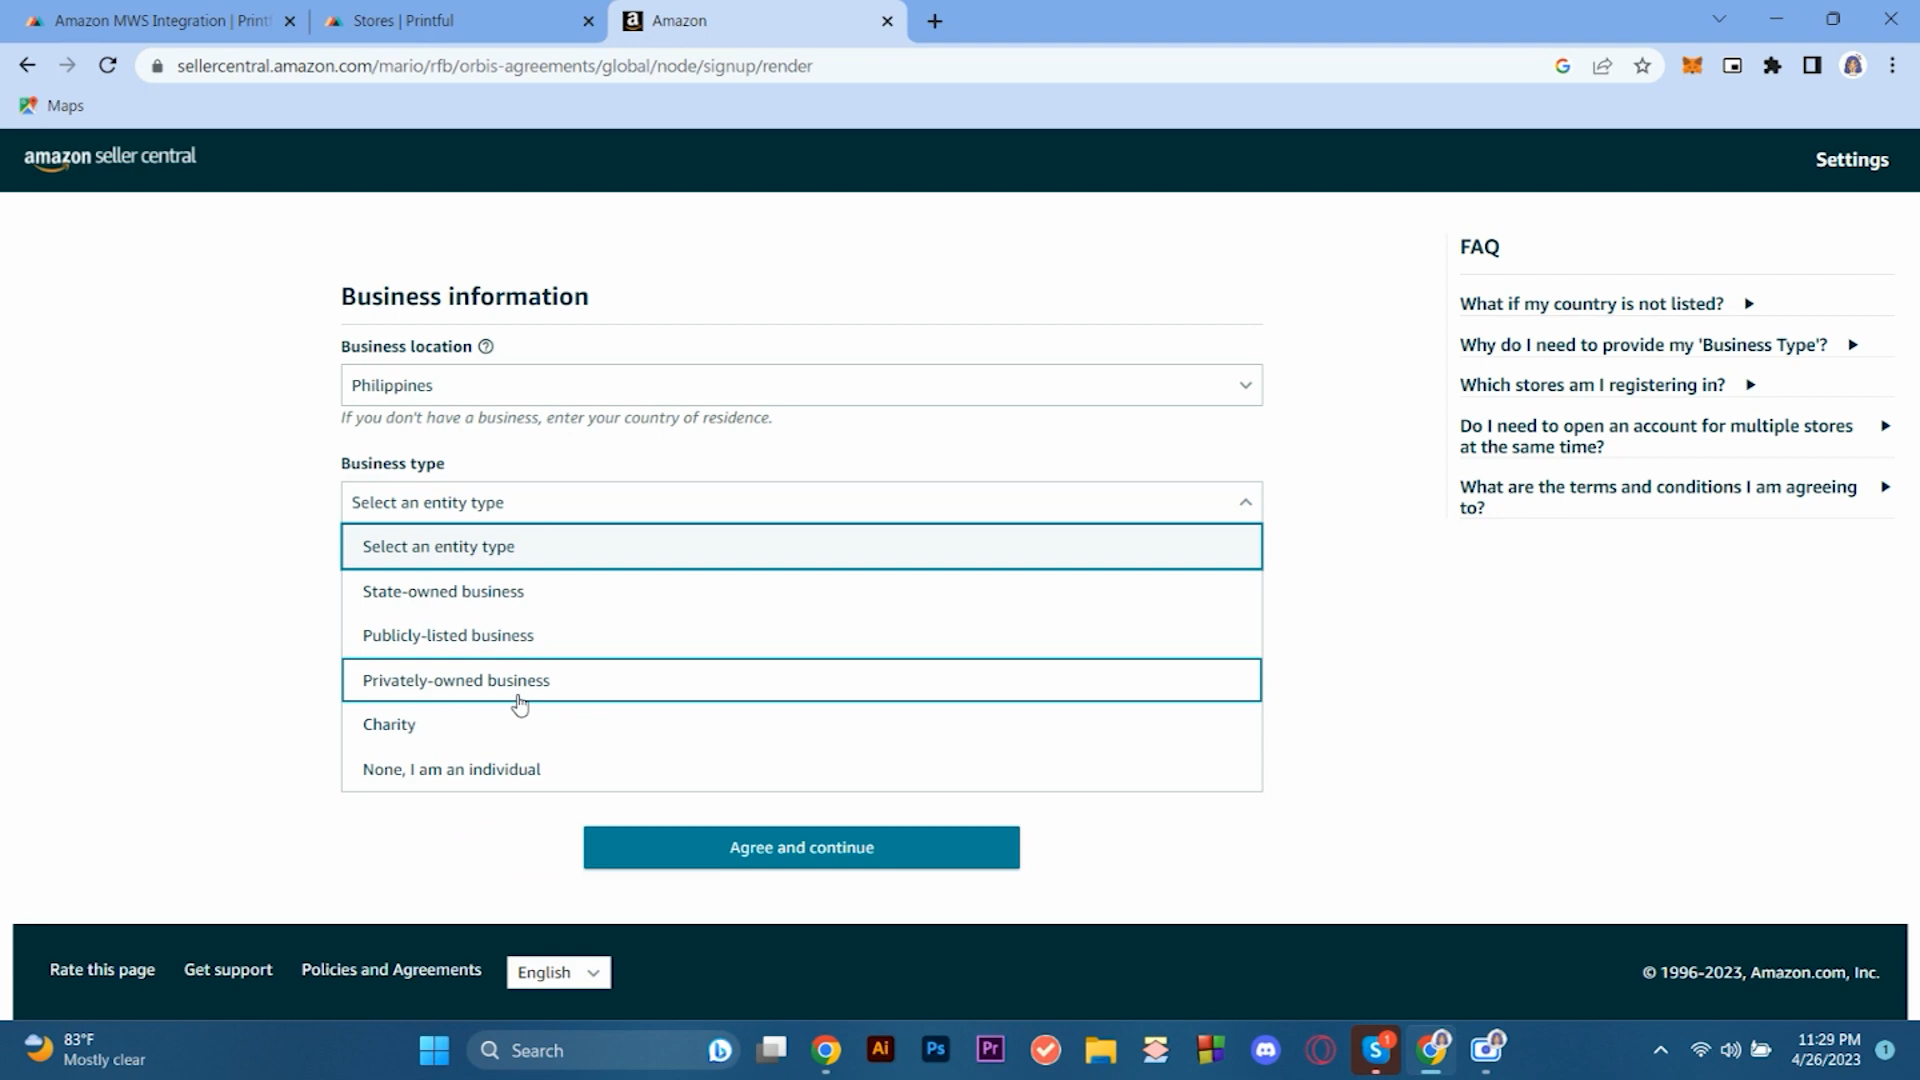 Amazon MWS Integration | Printf
Stores | Printful
Amazon
sellercentral.amazon.com/mario/rfb/orbis-agreements/global/node/signup/render
Maps
amazon seller central
Settings
Business information
Business location
Philippines
If you don't have a business, enter your country of residence.
Business type
Select an entity type
Select an entity type
State-owned business
Publicly-listed business
Privately-owned business
Charity
None, I am an individual
Agree and continue
FAQ
What if my country is not listed?
Why do I need to provide my 'Business Type'?
Which stores am I registering in?
Do I need to open an account for multiple stores
at the same time?
What are the terms and conditions I am agreeing
to?
Rate this page
Get support
Policies and Agreements
English
© 1996-2023, Amazon.com, Inc.
83°F
Mostly clear
Search
Ai
Ps
Pr
S
1
11:29 PM
4/26/2023
1